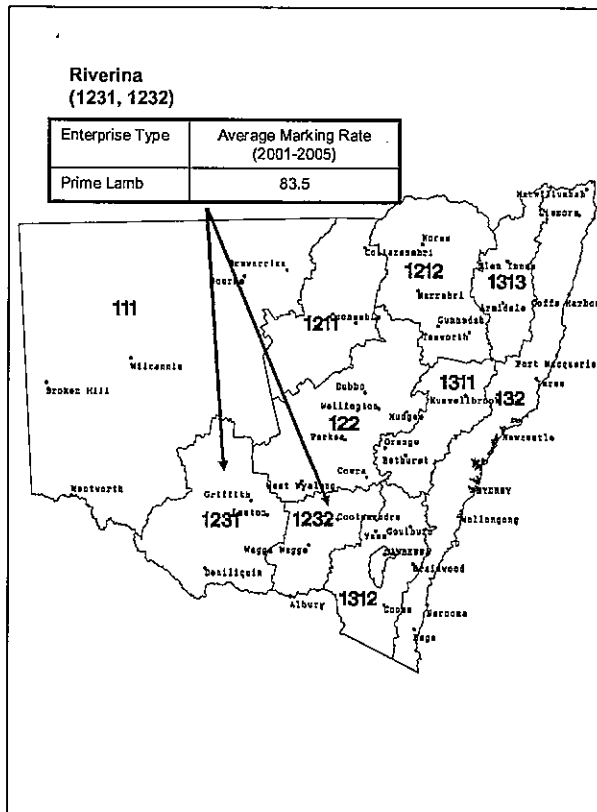 Riverina
(1231, 1232)
Enterprise Type
Average Marking Rate
(2001-2005)
Prime Lamb
83.5
Lismore
Moree
Collarenebri
1212
Glen Innes
1313
Brewarrina
Bourke
Narrabri
111
Armidale
Coffs Harbour
Gunnedah
1211
Coonamble
Tamworth
Wilcannia
Port Macquarie
1311
Taree
Broken Hill
Dubbo
Muswellbrook
132
Wellington
Mudgee
122
Newcastle
Parkes
Orange
Bathurst
Cowra
SYDNEY
Wentworth
West Wyalong
Griffith
1231
Leeton
1232
Cootamundra
Wollongong
Goulburn
Yass
CANBERRA
Wagga Wagga
Braidwood
Deniliquin
Albury
1312
Cooma
Narooma
Bega